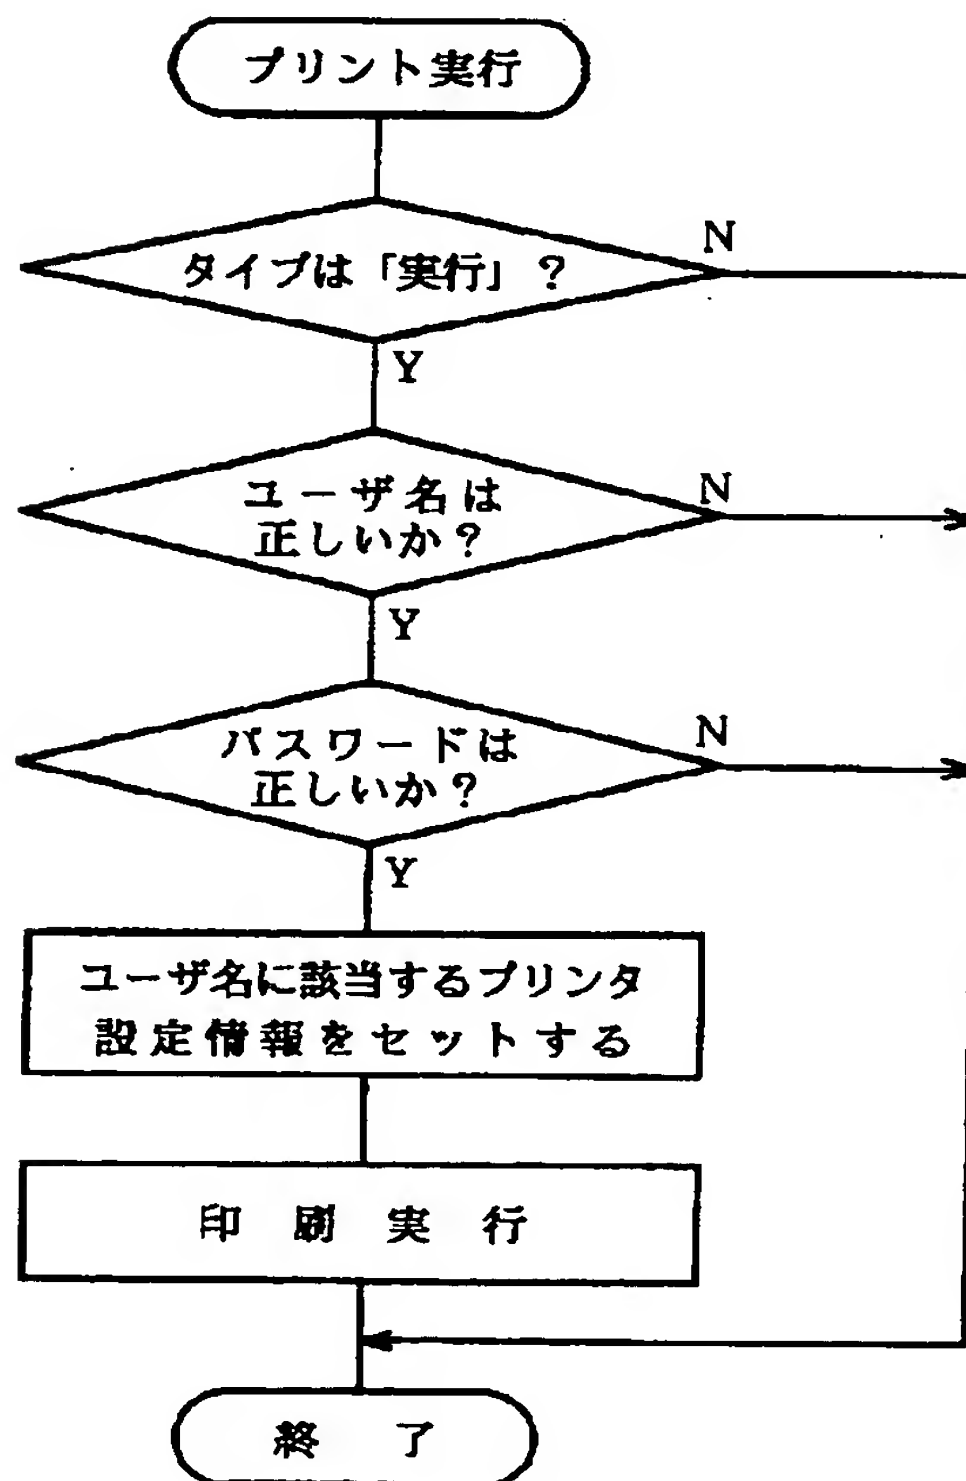 プリント実行
タイプは「実行」?
N
Y
ユーザ名は
正しいか?
N
Y
パスワードは
正しいか?
N
Y
ユーザ名に該当するプリンタ
設定情報をセットする
印刷実行
終了